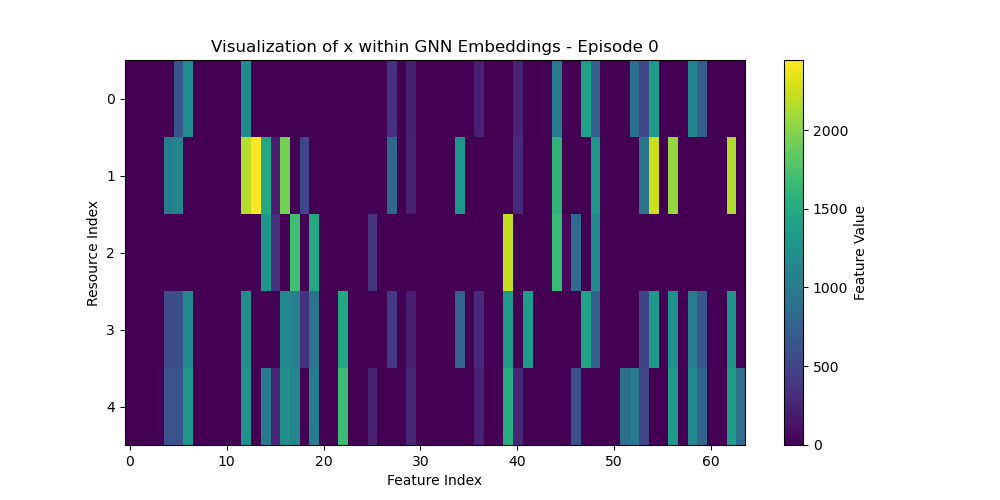 Visualization of x within GNN Embeddings - Episode 0
Resource Index
0
1
2
3
4
0 10 20 30 40 50 60
Feature Index
2000
1500
1000
500
0
Feature Value